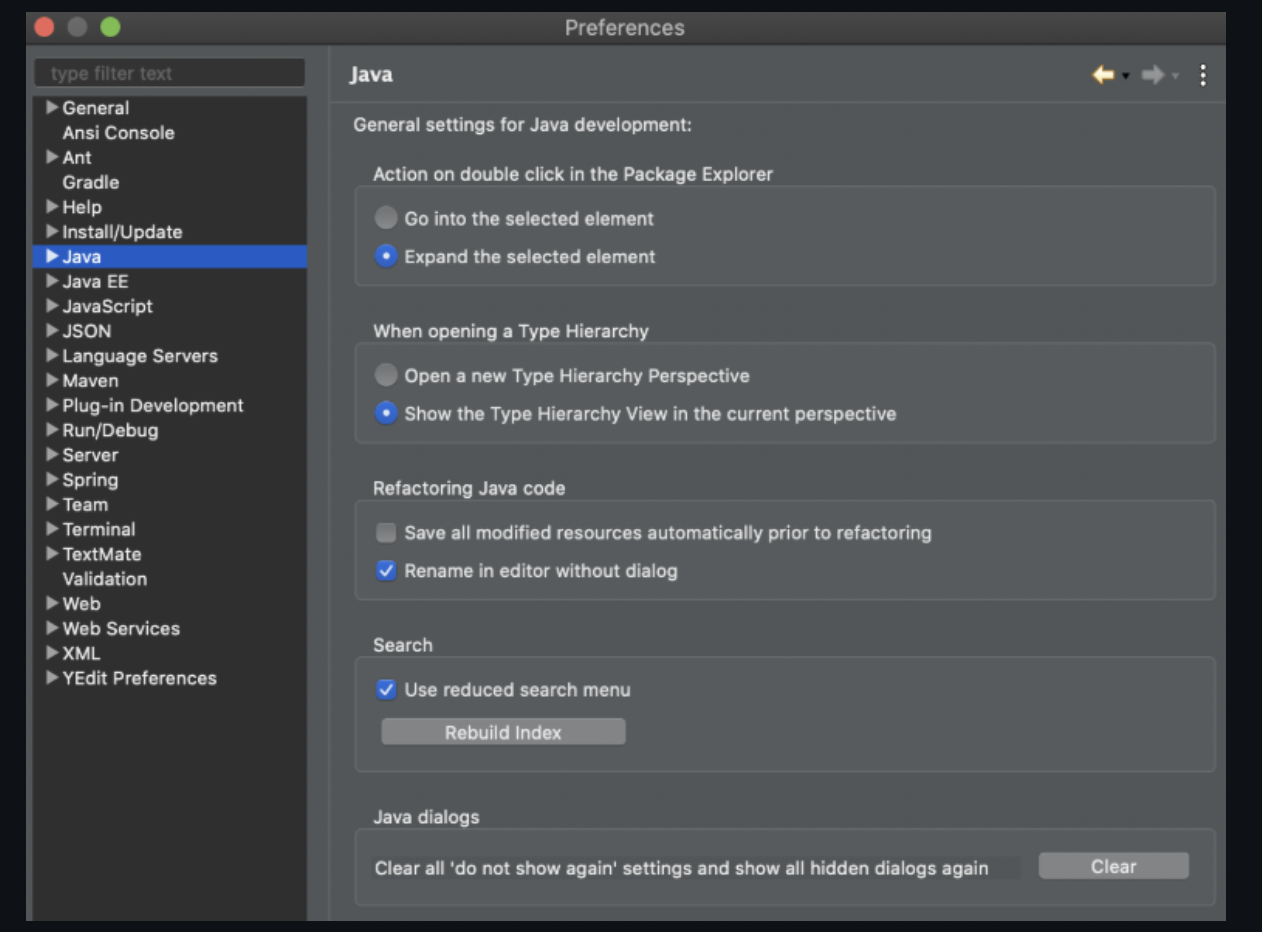 Preferences
type filter text
General
Ansi Console
Ant
Gradle
Help
Install/Update
Java
Java EE
JavaScript
JSON
Language Servers
Maven
Plug-in Development
Run/Debug
Server
Spring
Team
Terminal
TextMate
Validation
Web
Web Services
XML
YEdit Preferences
Java
General settings for Java development:
Action on double click in the Package Explorer
Go into the selected element
Expand the selected element
When opening a Type Hierarchy
Open a new Type Hierarchy Perspective
Show the Type Hierarchy View in the current perspective
Refactoring Java code
Save all modified resources automatically prior to refactoring
Rename in editor without dialog
Search
Use reduced search menu
Rebuild Index
Java dialogs
Clear all 'do not show again' settings and show all hidden dialogs again
Clear